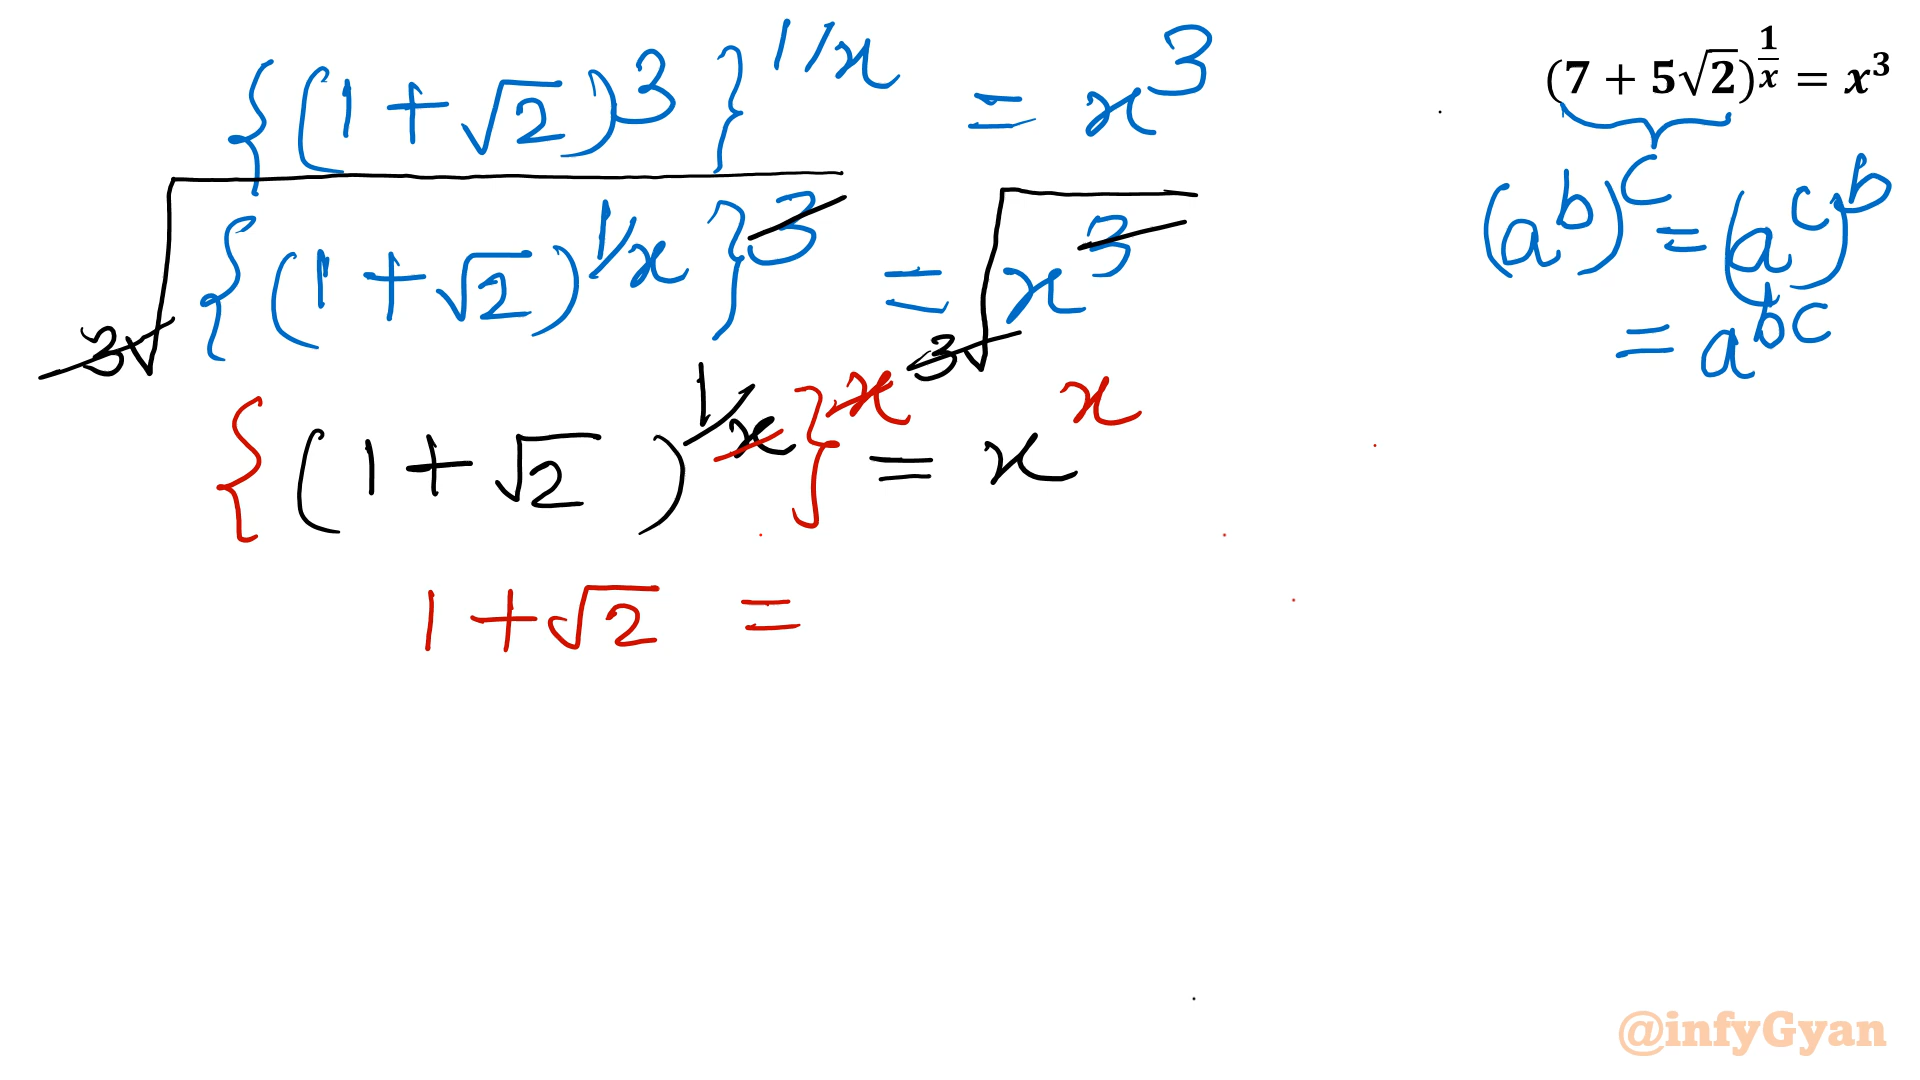 {(1+√2)³}^{1/x} = x³
(7 + 5√2)^{1/x} = x³
∛{(1+√2)^{1/x}}³ = ∛x³
(a^b)^c = (a^c)^b
= a^{bc}
{(1+√2)^{1/x}}^x = x^x
1+√2 =
@infyGyan